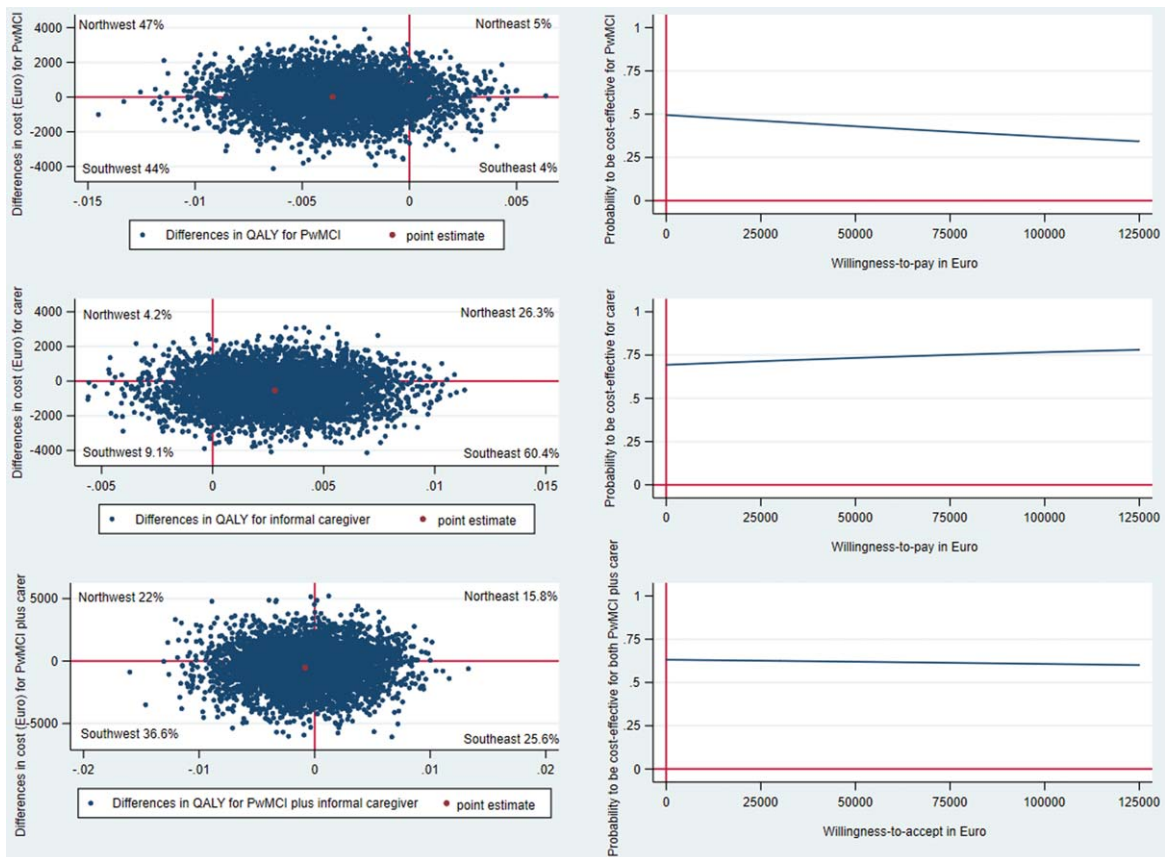 Differences in cost (Euro) for PwMCI
Northwest 47%
Northeast 5%
4000
2000
0
-2000
-4000
Southwest 44%
Southeast 4%
-.015
-.01
-.005
0
.005
Differences in QALY for PwMCI
point estimate
Probability to be cost-effective for PwMCI
1
.75
.5
.25
0
0
25000
50000
75000
100000
125000
Willingness-to-pay in Euro
Differences in cost (Euro) for carer
Northwest 4.2%
Northeast 26.3%
4000
2000
0
-2000
-4000
Southwest 9.1%
Southeast 60.4%
-.005
0
.005
.01
.015
Differences in QALY for informal caregiver
point estimate
Probability to be cost-effective for carer
1
.75
.5
.25
0
0
25000
50000
75000
100000
125000
Willingness-to-pay in Euro
Differences in cost (Euro) for PwMCI plus carer
Northwest 22%
Northeast 15.8%
5000
0
-5000
Southwest 36.6%
Southeast 25.6%
-.02
-.01
0
.01
.02
Differences in QALY for PwMCI plus informal caregiver
point estimate
Probability to be cost-effective for both PwMCI plus carer
1
.75
.5
.25
0
0
25000
50000
75000
100000
125000
Willingness-to-accept in Euro